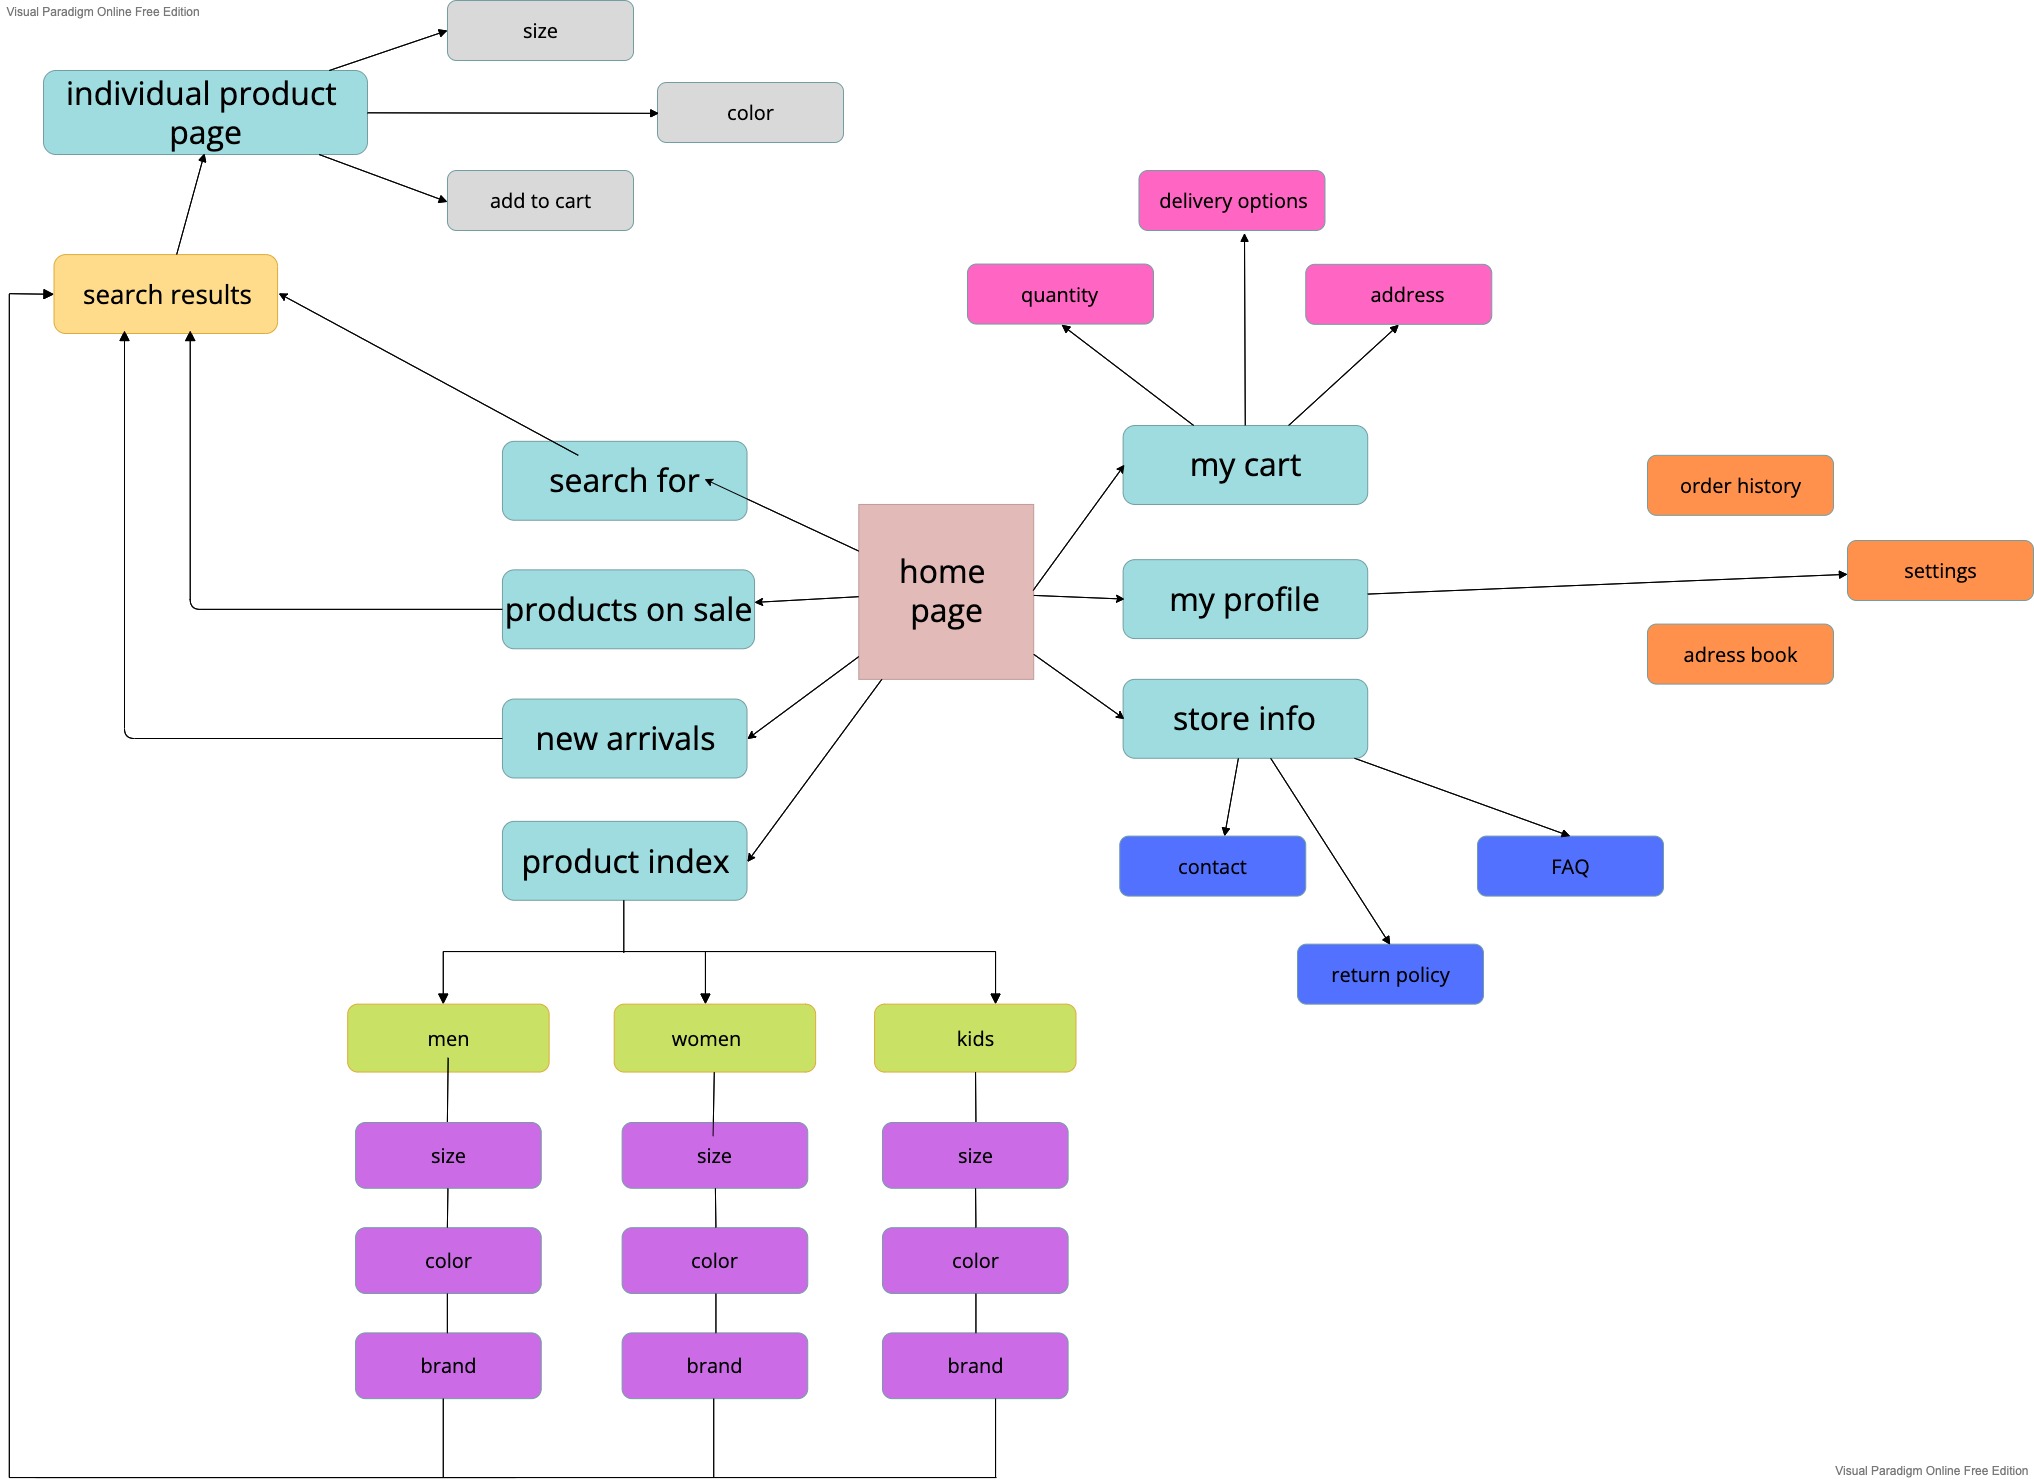 Visual Paradigm Online Free Edition
size
individual product
page
color
add to cart
delivery options
search results
quantity
address
search for
my cart
order history
home
page
settings
products on sale
my profile
adress book
new arrivals
store info
product index
contact
FAQ
return policy
men
women
kids
size
size
size
color
color
color
brand
brand
brand
Visual Paradigm Online Free Edition